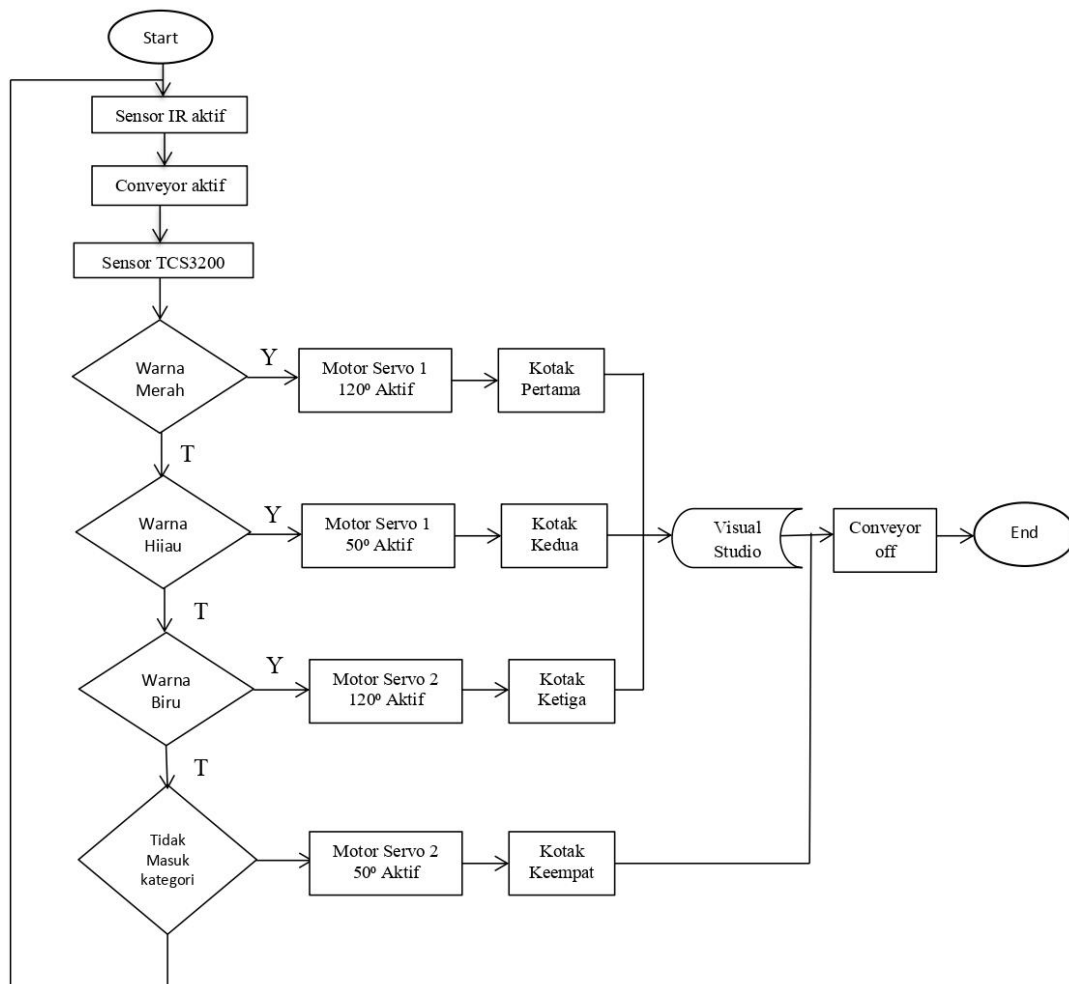 Start
Sensor IR aktif
Conveyor aktif
Sensor TCS3200
Warna
Merah
Y
Motor Servo 1
120º Aktif
Kotak
Pertama
T
Warna
Hijau
Y
Motor Servo 1
50º Aktif
Kotak
Kedua
Visual
Studio
Conveyor
off
End
T
Warna
Biru
Y
Motor Servo 2
120º Aktif
Kotak
Ketiga
T
Tidak
Masuk
kategori
Motor Servo 2
50º Aktif
Kotak
Keempat